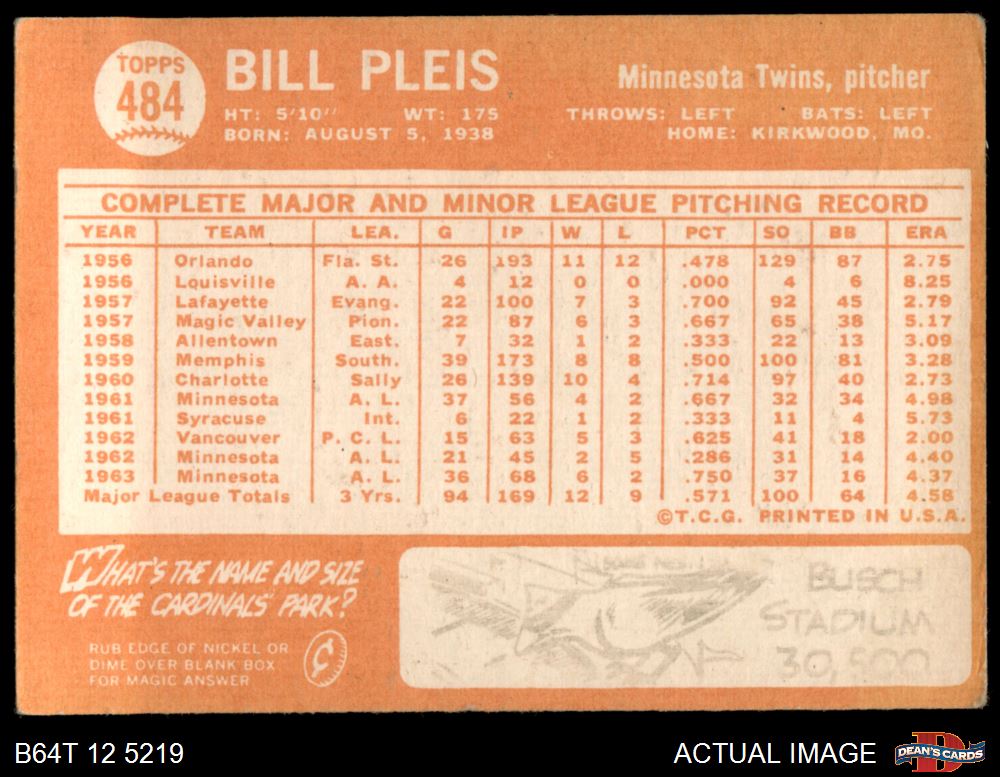 TOPPS
484
BILL PLEIS
Minnesota Twins, pitcher
HT: 5'10" WT: 175 THROWS: LEFT BATS: LEFT
BORN: AUGUST 5, 1938 HOME: KIRKWOOD, MO.
COMPLETE MAJOR AND MINOR LEAGUE PITCHING RECORD
YEAR TEAM LEA. G IP W L PCT SO BB ERA
1956 Orlando Fla. St. 26 193 11 12 .478 129 87 2.75
1956 Louisville A. A. 4 12 0 0 .000 4 6 8.25
1957 Lafayette Evang. 22 100 7 3 .700 92 45 2.79
1957 Magic Valley Pion. 22 87 6 3 .667 65 38 5.17
1958 Allentown East. 7 32 1 2 .333 22 13 3.09
1959 Memphis South. 39 173 8 8 .500 100 81 3.28
1960 Charlotte Sally 26 139 10 4 .714 97 40 2.73
1961 Minnesota A. L. 37 56 4 2 .667 32 34 4.98
1961 Syracuse Int. 6 22 1 2 .333 11 4 5.73
1962 Vancouver P. C. L. 15 63 5 3 .625 41 18 2.00
1962 Minnesota A. L. 21 45 2 5 .286 31 14 4.40
1963 Minnesota A. L. 36 68 6 2 .750 37 16 4.37
Major League Totals 3 Yrs. 94 169 12 9 .571 100 64 4.58
©T.C.G. PRINTED IN U.S.A.
WHAT'S THE NAME AND SIZE
OF THE CARDINALS' PARK?
RUB EDGE OF NICKEL OR
DIME OVER BLANK BOX
FOR MAGIC ANSWER
¢
BUSCH
STADIUM
30,500
B64T 12 5219
ACTUAL IMAGE
DEAN'S CARDS